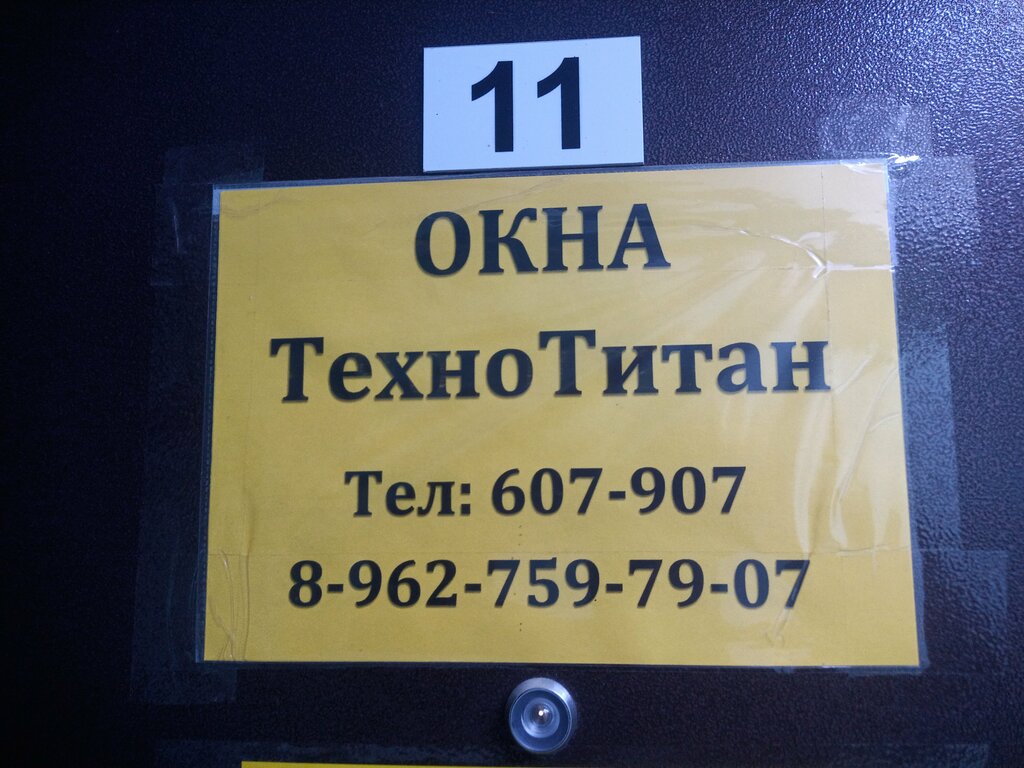 11
ОКНА
ТехноТитан
Тел: 607-907
8-962-759-79-07